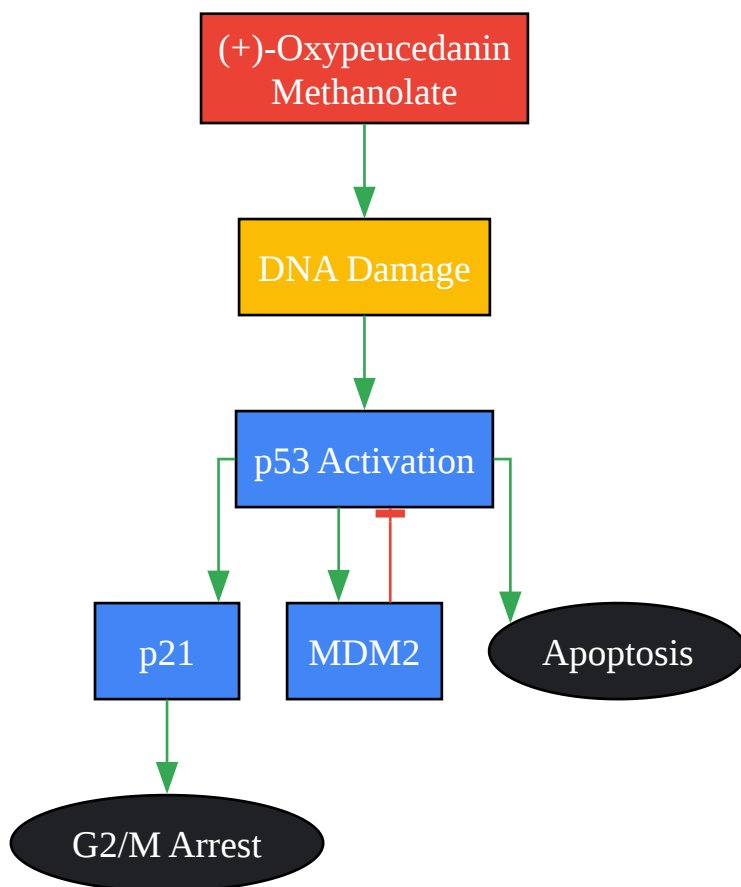 (+)-Oxypeucedanin
Methanolate
DNA Damage
p53 Activation
p21
MDM2
Apoptosis
G2/M Arrest